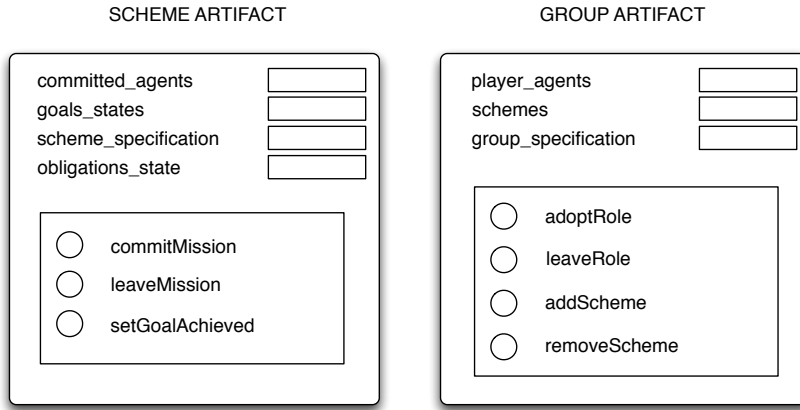 SCHEME ARTIFACT
committed_agents
goals_states
scheme_specification
obligations_state
commitMission
leaveMission
setGoalAchieved
GROUP ARTIFACT
player_agents
schemes
group_specification
adoptRole
leaveRole
addScheme
removeScheme